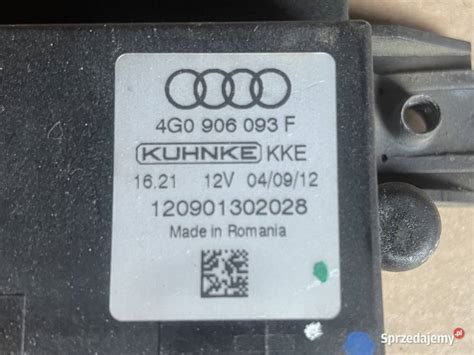 4G0 906 093 F
KUHNKE KKE
16.21 12V 04/09/12
120901302028
Made in Romania
Sprzedajemy.pl